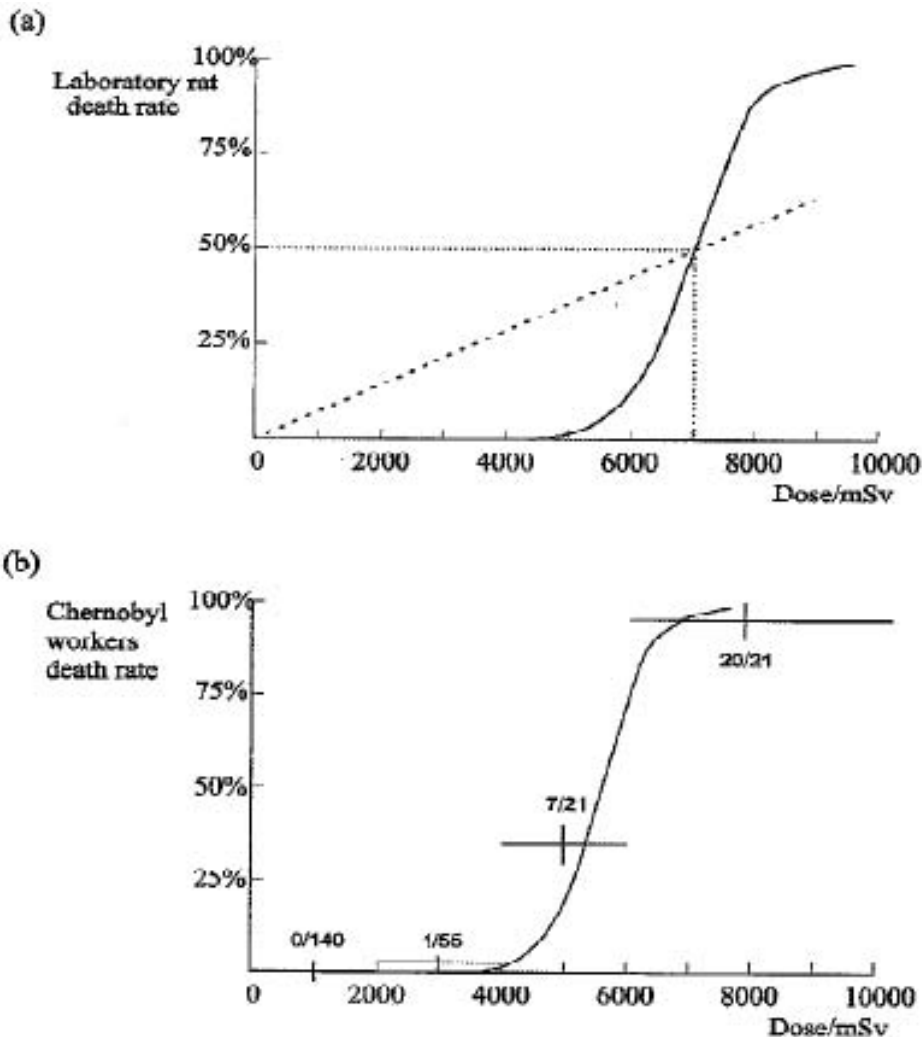 (a)
100%
Laboratory rat
death rate
75%
50%
25%
0 2000 4000 6000 8000 10000
Dose/mSv
(b)
100%
Chernobyl
workers
death rate
20/21
75%
50%
7/21
25%
0/140 1/55
0 2000 4000 6000 8000 10000
Dose/mSv